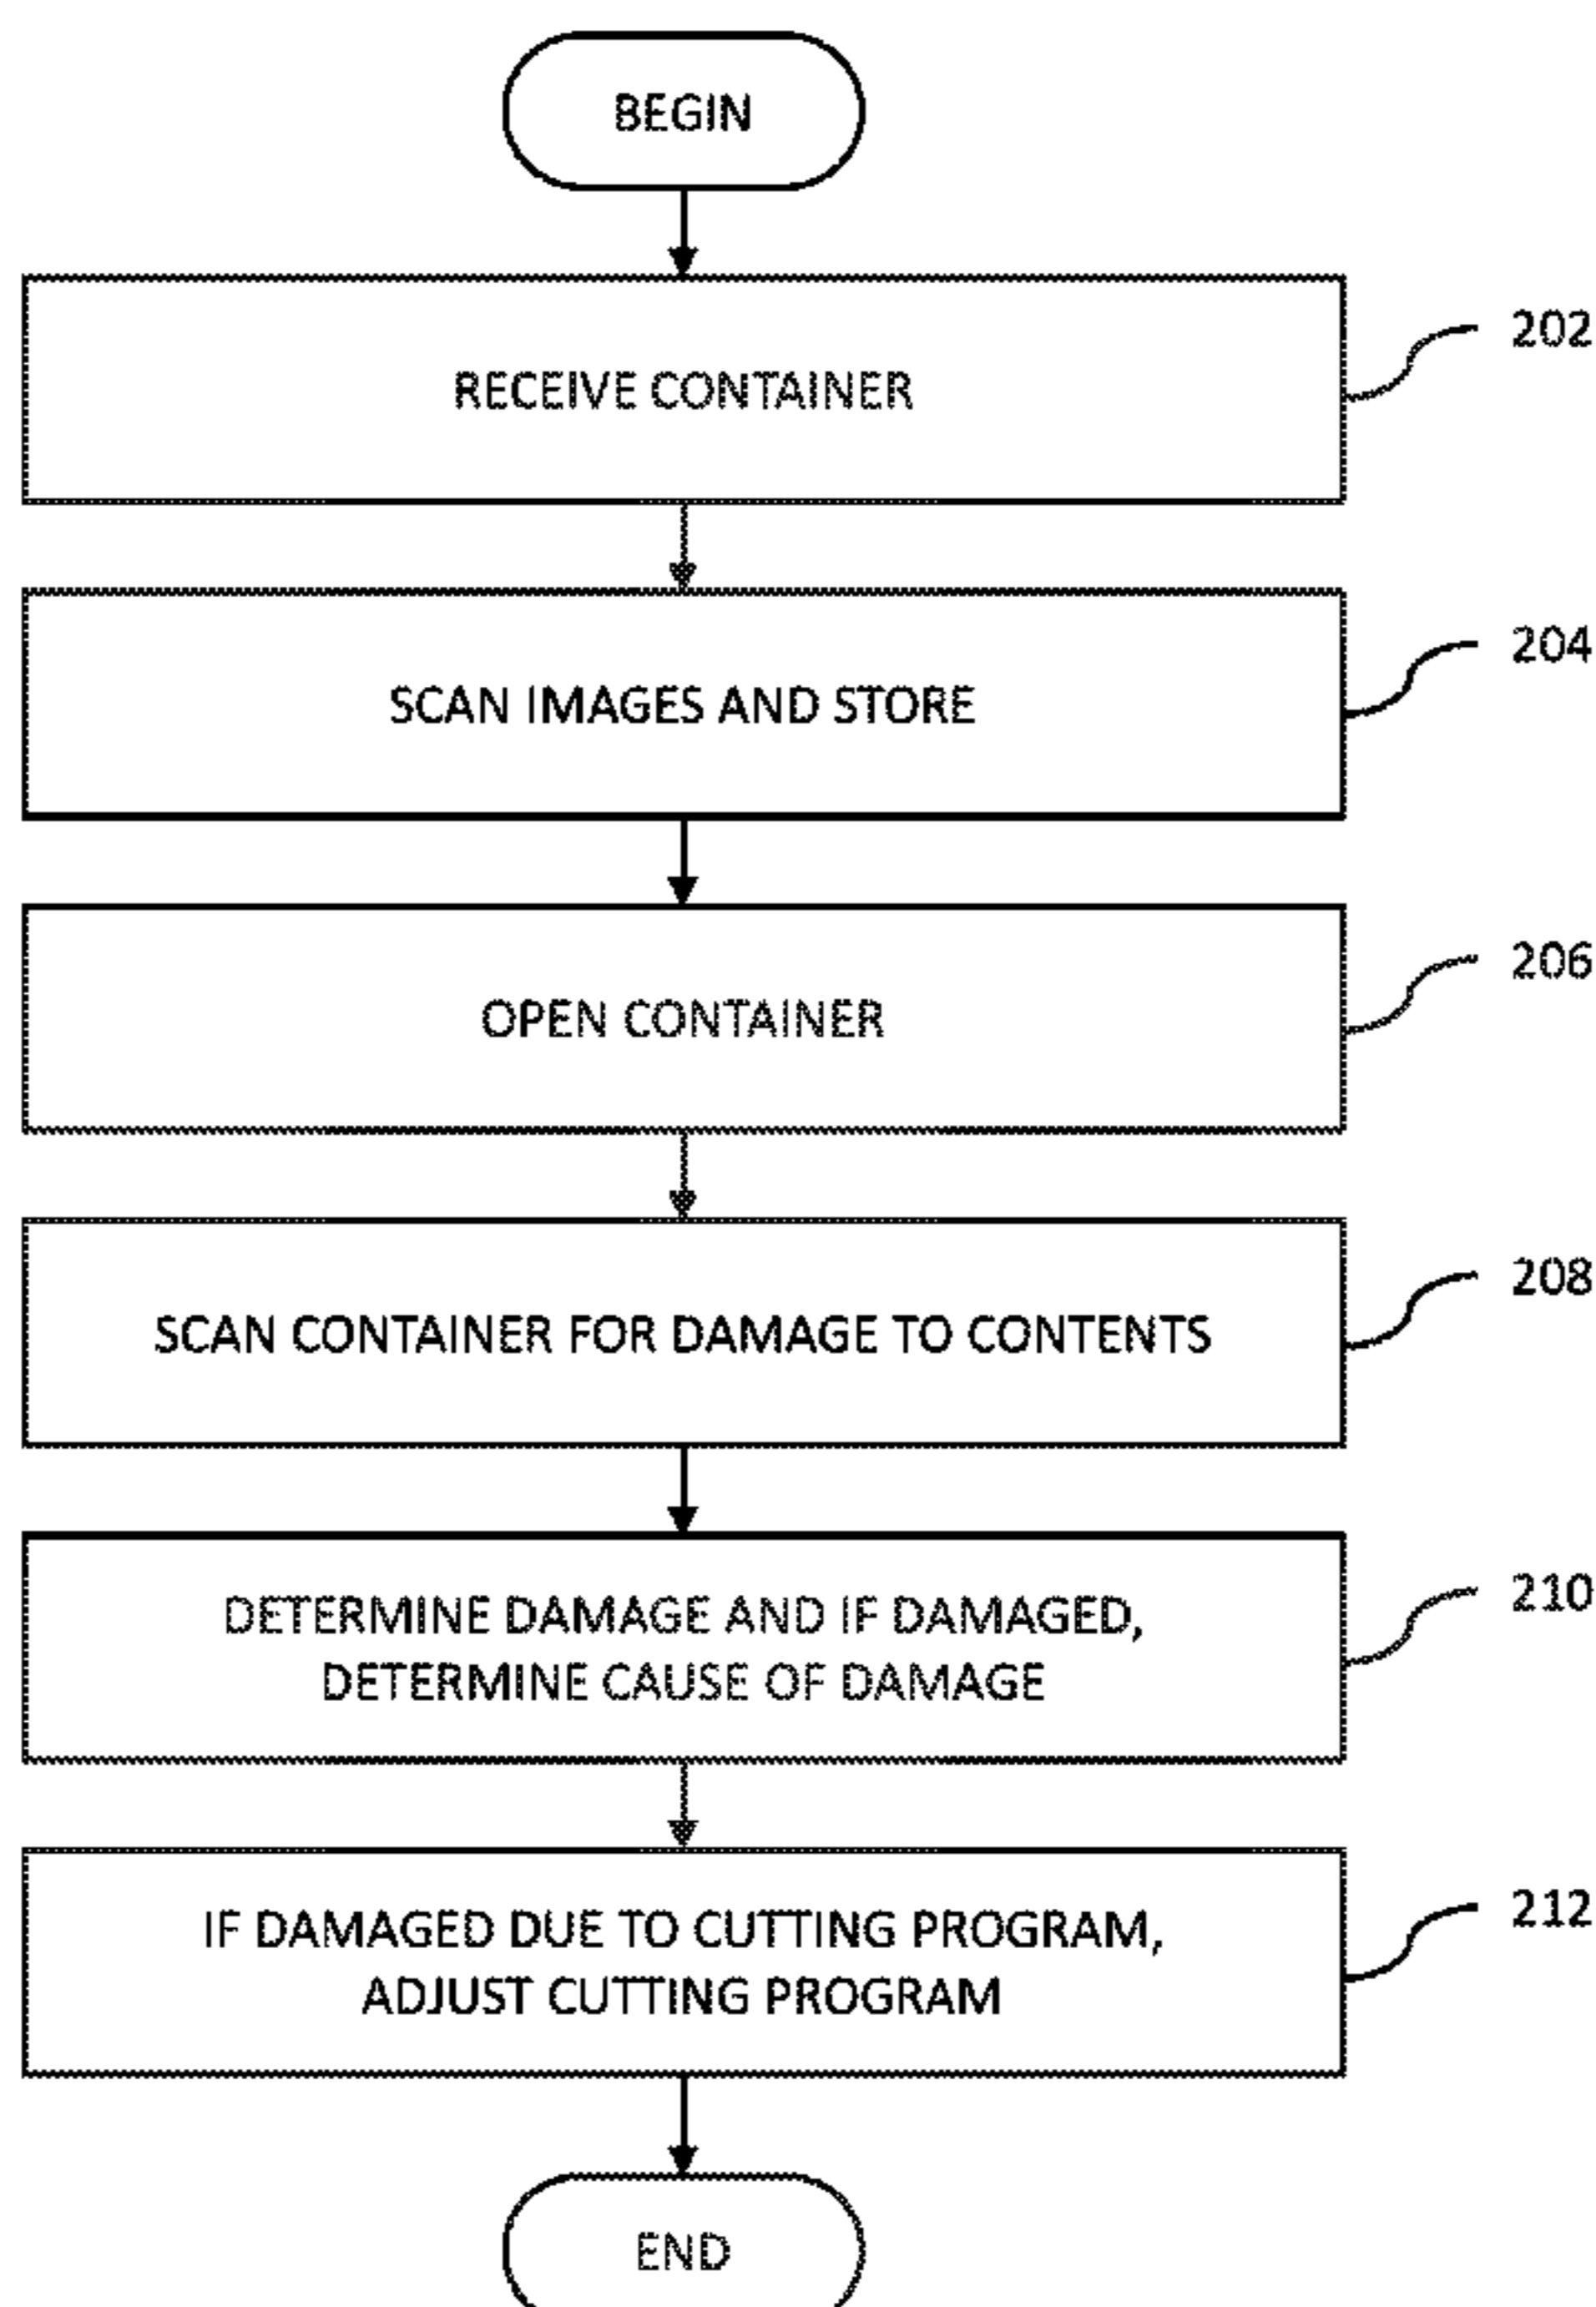 BEGIN
RECEIVE CONTAINER
202
SCAN IMAGES AND STORE
204
OPEN CONTAINER
206
SCAN CONTAINER FOR DAMAGE TO CONTENTS
208
DETERMINE DAMAGE AND IF DAMAGED,
DETERMINE CAUSE OF DAMAGE
210
IF DAMAGED DUE TO CUTTING PROGRAM,
ADJUST CUTTING PROGRAM
212
END